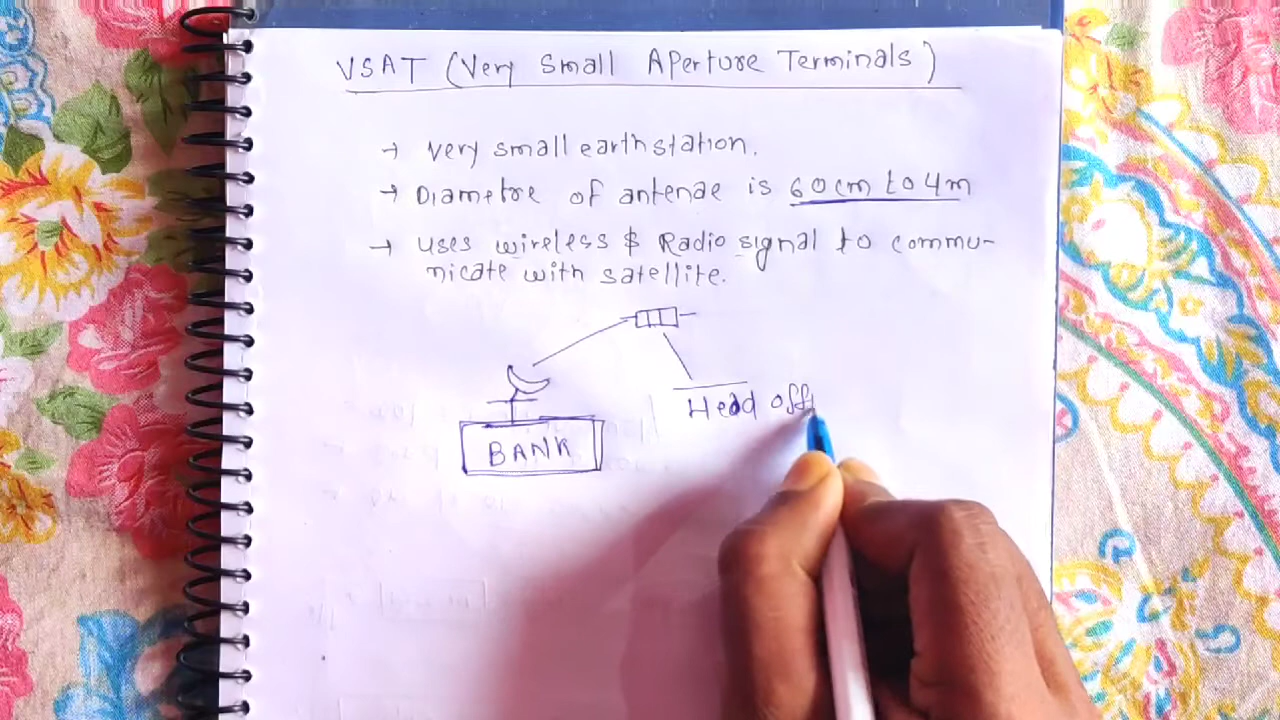 VSAT (Very Small Aperture Terminals)
→ Very small earth station.
→ Diametre of antenae is 60cm to 4m
→ Uses wireless & Radio signal to commu-
nicate with satellite.
Head off
BANK